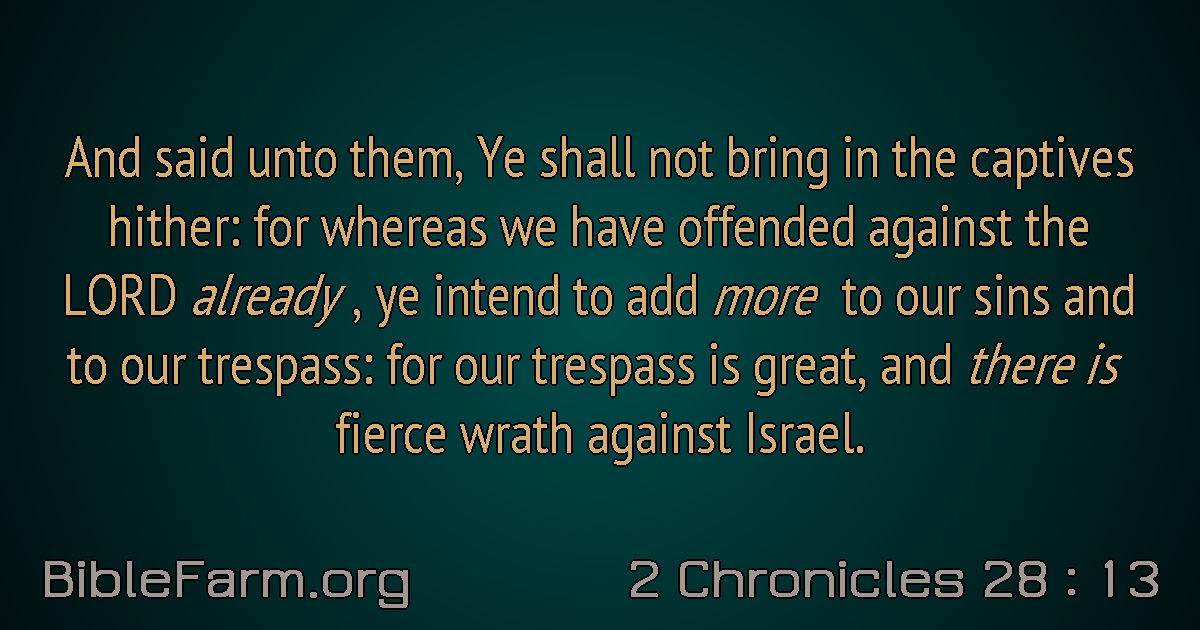 And said unto them, Ye shall not bring in the captives
hither: for whereas we have offended against the
LORD already , ye intend to add more to our sins and
to our trespass: for our trespass is great, and there is
fierce wrath against Israel.
BibleFarm.org
2 Chronicles 28 : 13